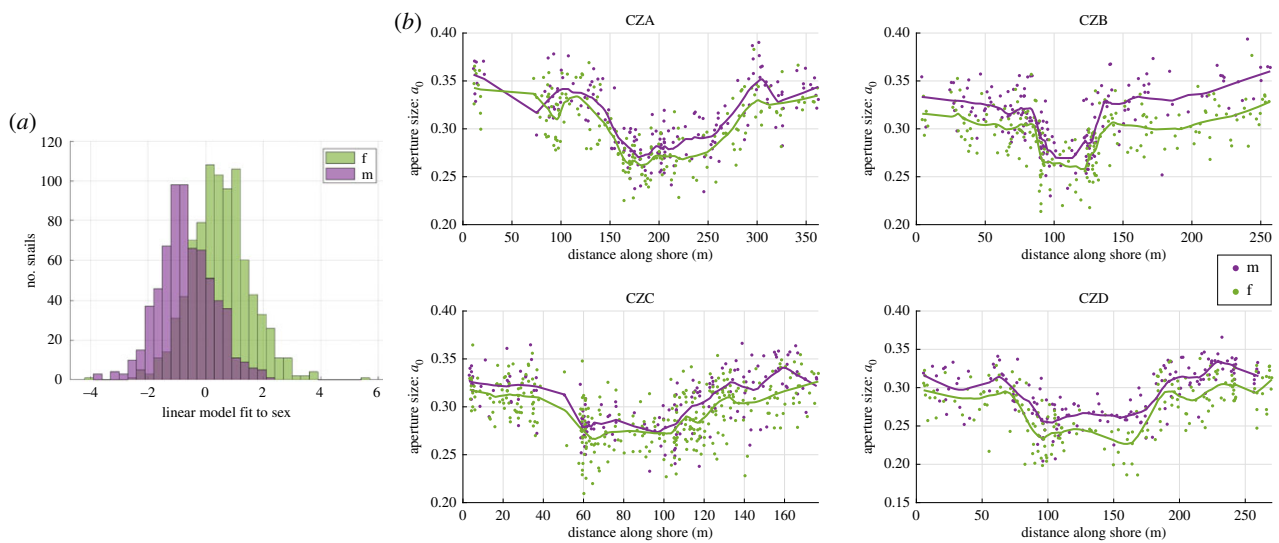 (a)
120
100
80
60
40
20
0
no. snails
−4
−2
0
2
4
6
linear model fit to sex
f
m
(b)
CZA
0.40
0.35
0.30
0.25
0.20
aperture size: a0
0 50 100 150 200 250 300 350
distance along shore (m)
CZB
0.40
0.35
0.30
0.25
0.20
aperture size: a0
0 50 100 150 200 250
distance along shore (m)
m
f
CZC
0.40
0.35
0.30
0.25
0.20
aperture size: a0
0 20 40 60 80 100 120 140 160
distance along shore (m)
CZD
0.40
0.35
0.30
0.25
0.20
0.15
aperture size: a0
0 50 100 150 200 250
distance along shore (m)